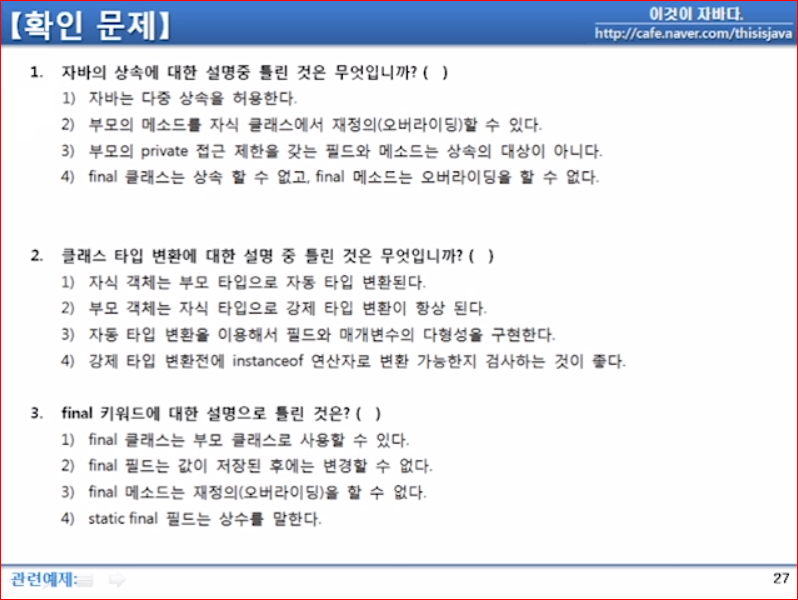 【확인 문제】
이것이 자바다.
http://cafe.naver.com/thisisjava
1. 자바의 상속에 대한 설명중 틀린 것은 무엇입니까? ( )
1) 자바는 다중 상속을 허용한다.
2) 부모의 메소드를 자식 클래스에서 재정의(오버라이딩)할 수 있다.
3) 부모의 private 접근 제한을 갖는 필드와 메소드는 상속의 대상이 아니다.
4) final 클래스는 상속 할 수 없고, final 메소드는 오버라이딩을 할 수 없다.
2. 클래스 타입 변환에 대한 설명 중 틀린 것은 무엇입니까? ( )
1) 자식 객체는 부모 타입으로 자동 타입 변환된다.
2) 부모 객체는 자식 타입으로 강제 타입 변환이 항상 된다.
3) 자동 타입 변환을 이용해서 필드와 매개변수의 다형성을 구현한다.
4) 강제 타입 변환전에 instanceof 연산자로 변환 가능한지 검사하는 것이 좋다.
3. final 키워드에 대한 설명으로 틀린 것은? ( )
1) final 클래스는 부모 클래스로 사용할 수 있다.
2) final 필드는 값이 저장된 후에는 변경할 수 없다.
3) final 메소드는 재정의(오버라이딩)을 할 수 없다.
4) static final 필드는 상수를 말한다.
관련예제:
27